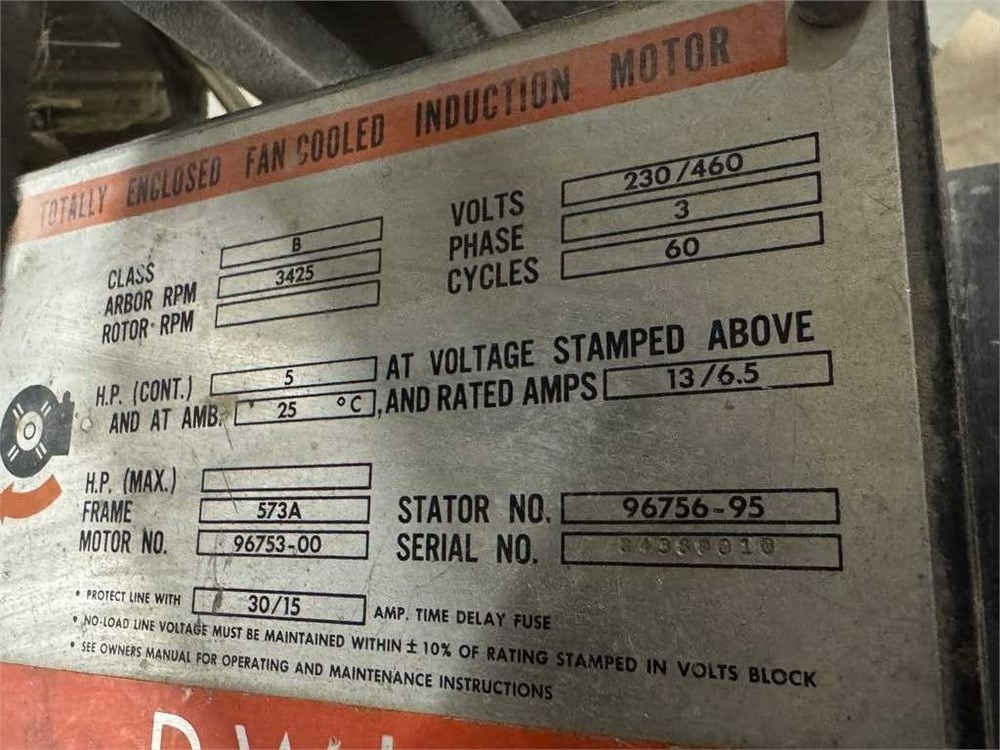 TOTALLY ENCLOSED FAN COOLED INDUCTION MOTOR
CLASS B
ARBOR RPM 3425
ROTOR RPM
VOLTS 230/460
PHASE 3
CYCLES 60
H.P. (CONT.) 5 AT VOLTAGE STAMPED ABOVE
AND AT AMB. 25 °C, AND RATED AMPS 13/6.5
H.P. (MAX.)
FRAME 573A
MOTOR NO. 96753-00
STATOR NO. 96756-95
SERIAL NO.
• PROTECT LINE WITH 30/15 AMP. TIME DELAY FUSE
• NO-LOAD LINE VOLTAGE MUST BE MAINTAINED WITHIN ± 10% OF RATING STAMPED IN VOLTS BLOCK
• SEE OWNERS MANUAL FOR OPERATING AND MAINTENANCE INSTRUCTIONS